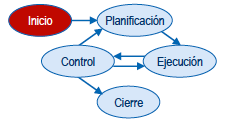 Inicio
Planificación
Control
Ejecución
Cierre